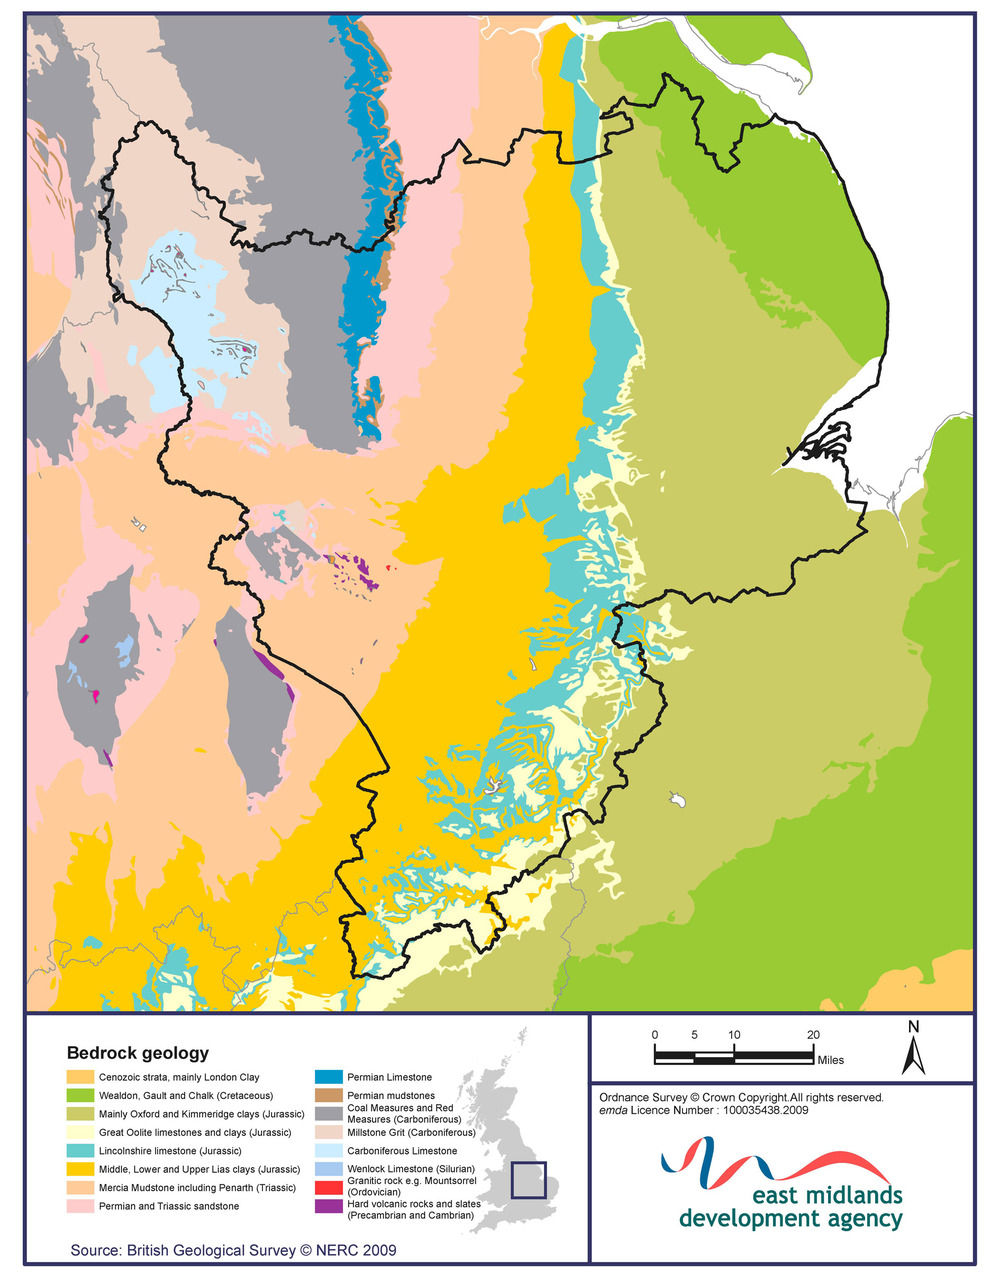 Bedrock geology
Cenozoic strata, mainly London Clay
Wealdon, Gault and Chalk (Cretaceous)
Mainly Oxford and Kimmeridge clays (Jurassic)
Great Oolite limestones and clays (Jurassic)
Lincolnshire limestone (Jurassic)
Middle, Lower and Upper Lias clays (Jurassic)
Mercia Mudstone including Penarth (Triassic)
Permian and Triassic sandstone
Permian Limestone
Permian mudstones
Coal Measures and Red
Measures (Carboniferous)
Millstone Grit (Carboniferous)
Carboniferous Limestone
Wenlock Limestone (Silurian)
Granitic rock e.g. Mountsorrel
(Ordovician)
Hard volcanic rocks and slates
(Precambrian and Cambrian)
Source: British Geological Survey © NERC 2009
0 5 10 20
Miles
N
Ordnance Survey © Crown Copyright.All rights reserved.
emda Licence Number : 100035438.2009
east midlands
development agency